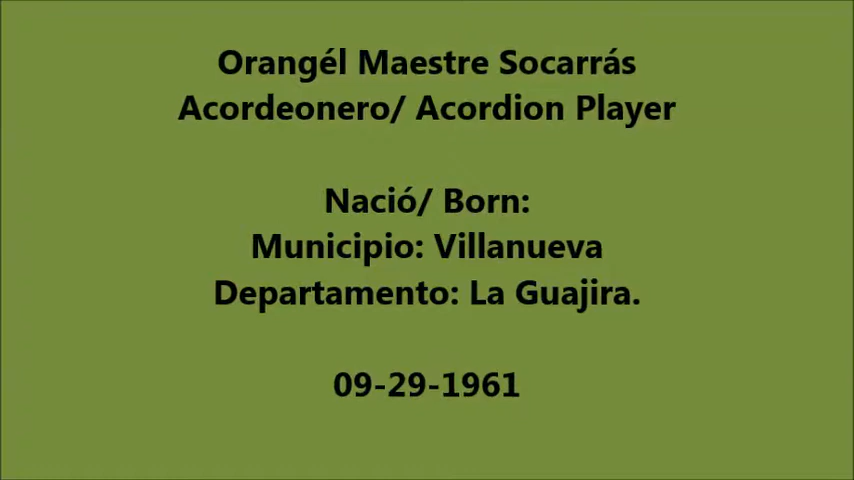 Orangél Maestre Socarrás
Acordeonero/ Acordion Player
Nació/ Born:
Municipio: Villanueva
Departamento: La Guajira.
09-29-1961